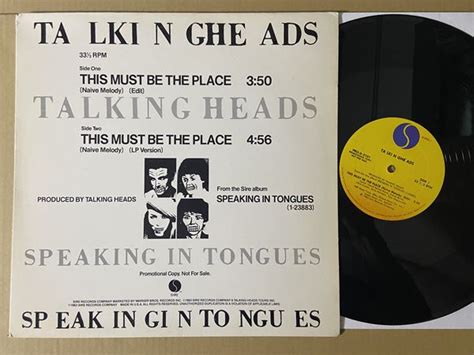 TA LKI N GHE ADS
33⅓ RPM
Side One
THIS MUST BE THE PLACE 3:50
(Naive Melody) (Edit)
TALKING HEADS
Side Two
THIS MUST BE THE PLACE 4:56
(Naive Melody) (LP Version)
From the Sire album
PRODUCED BY TALKING HEADS
SPEAKING IN TONGUES
(1-23883)
SPEAKING IN TONGUES
Promotional Copy. Not For Sale.
SP EAK IN GI N TO NGU ES
TA LKI N GHE ADS